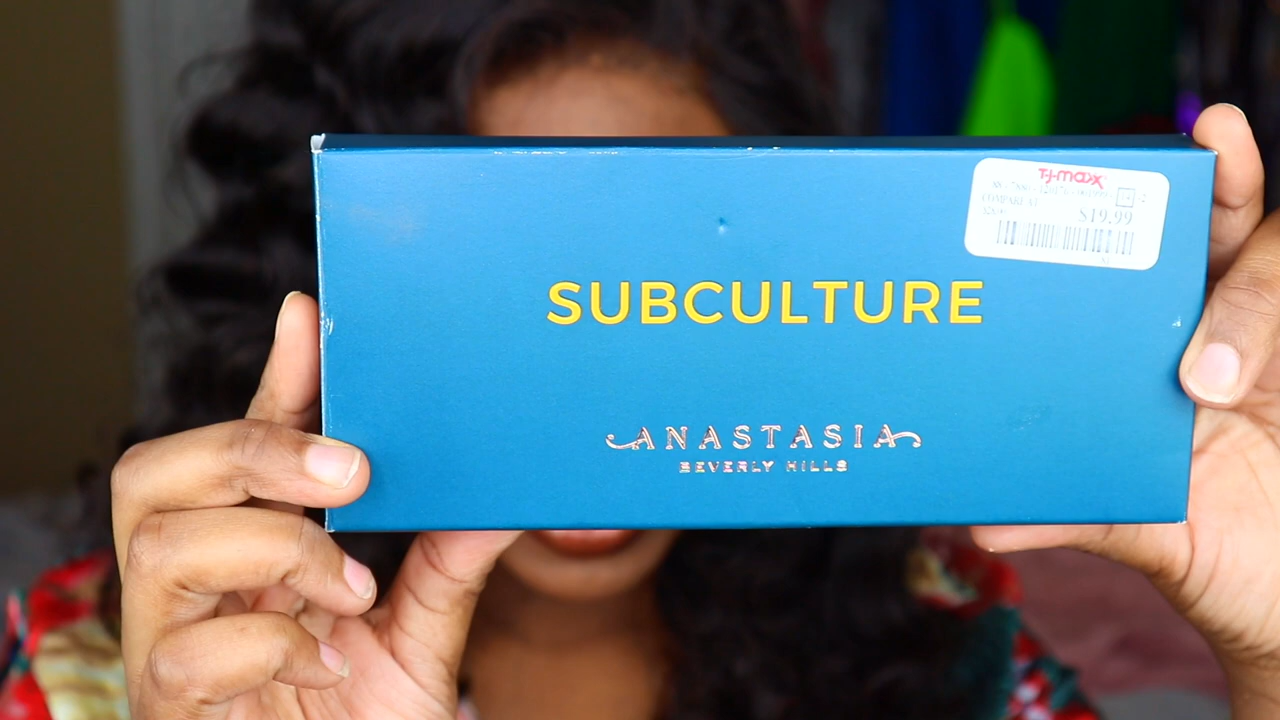 T·J·maxx
COMPARE AT
$19.99
SUBCULTURE
ANASTASIA
BEVERLY HILLS